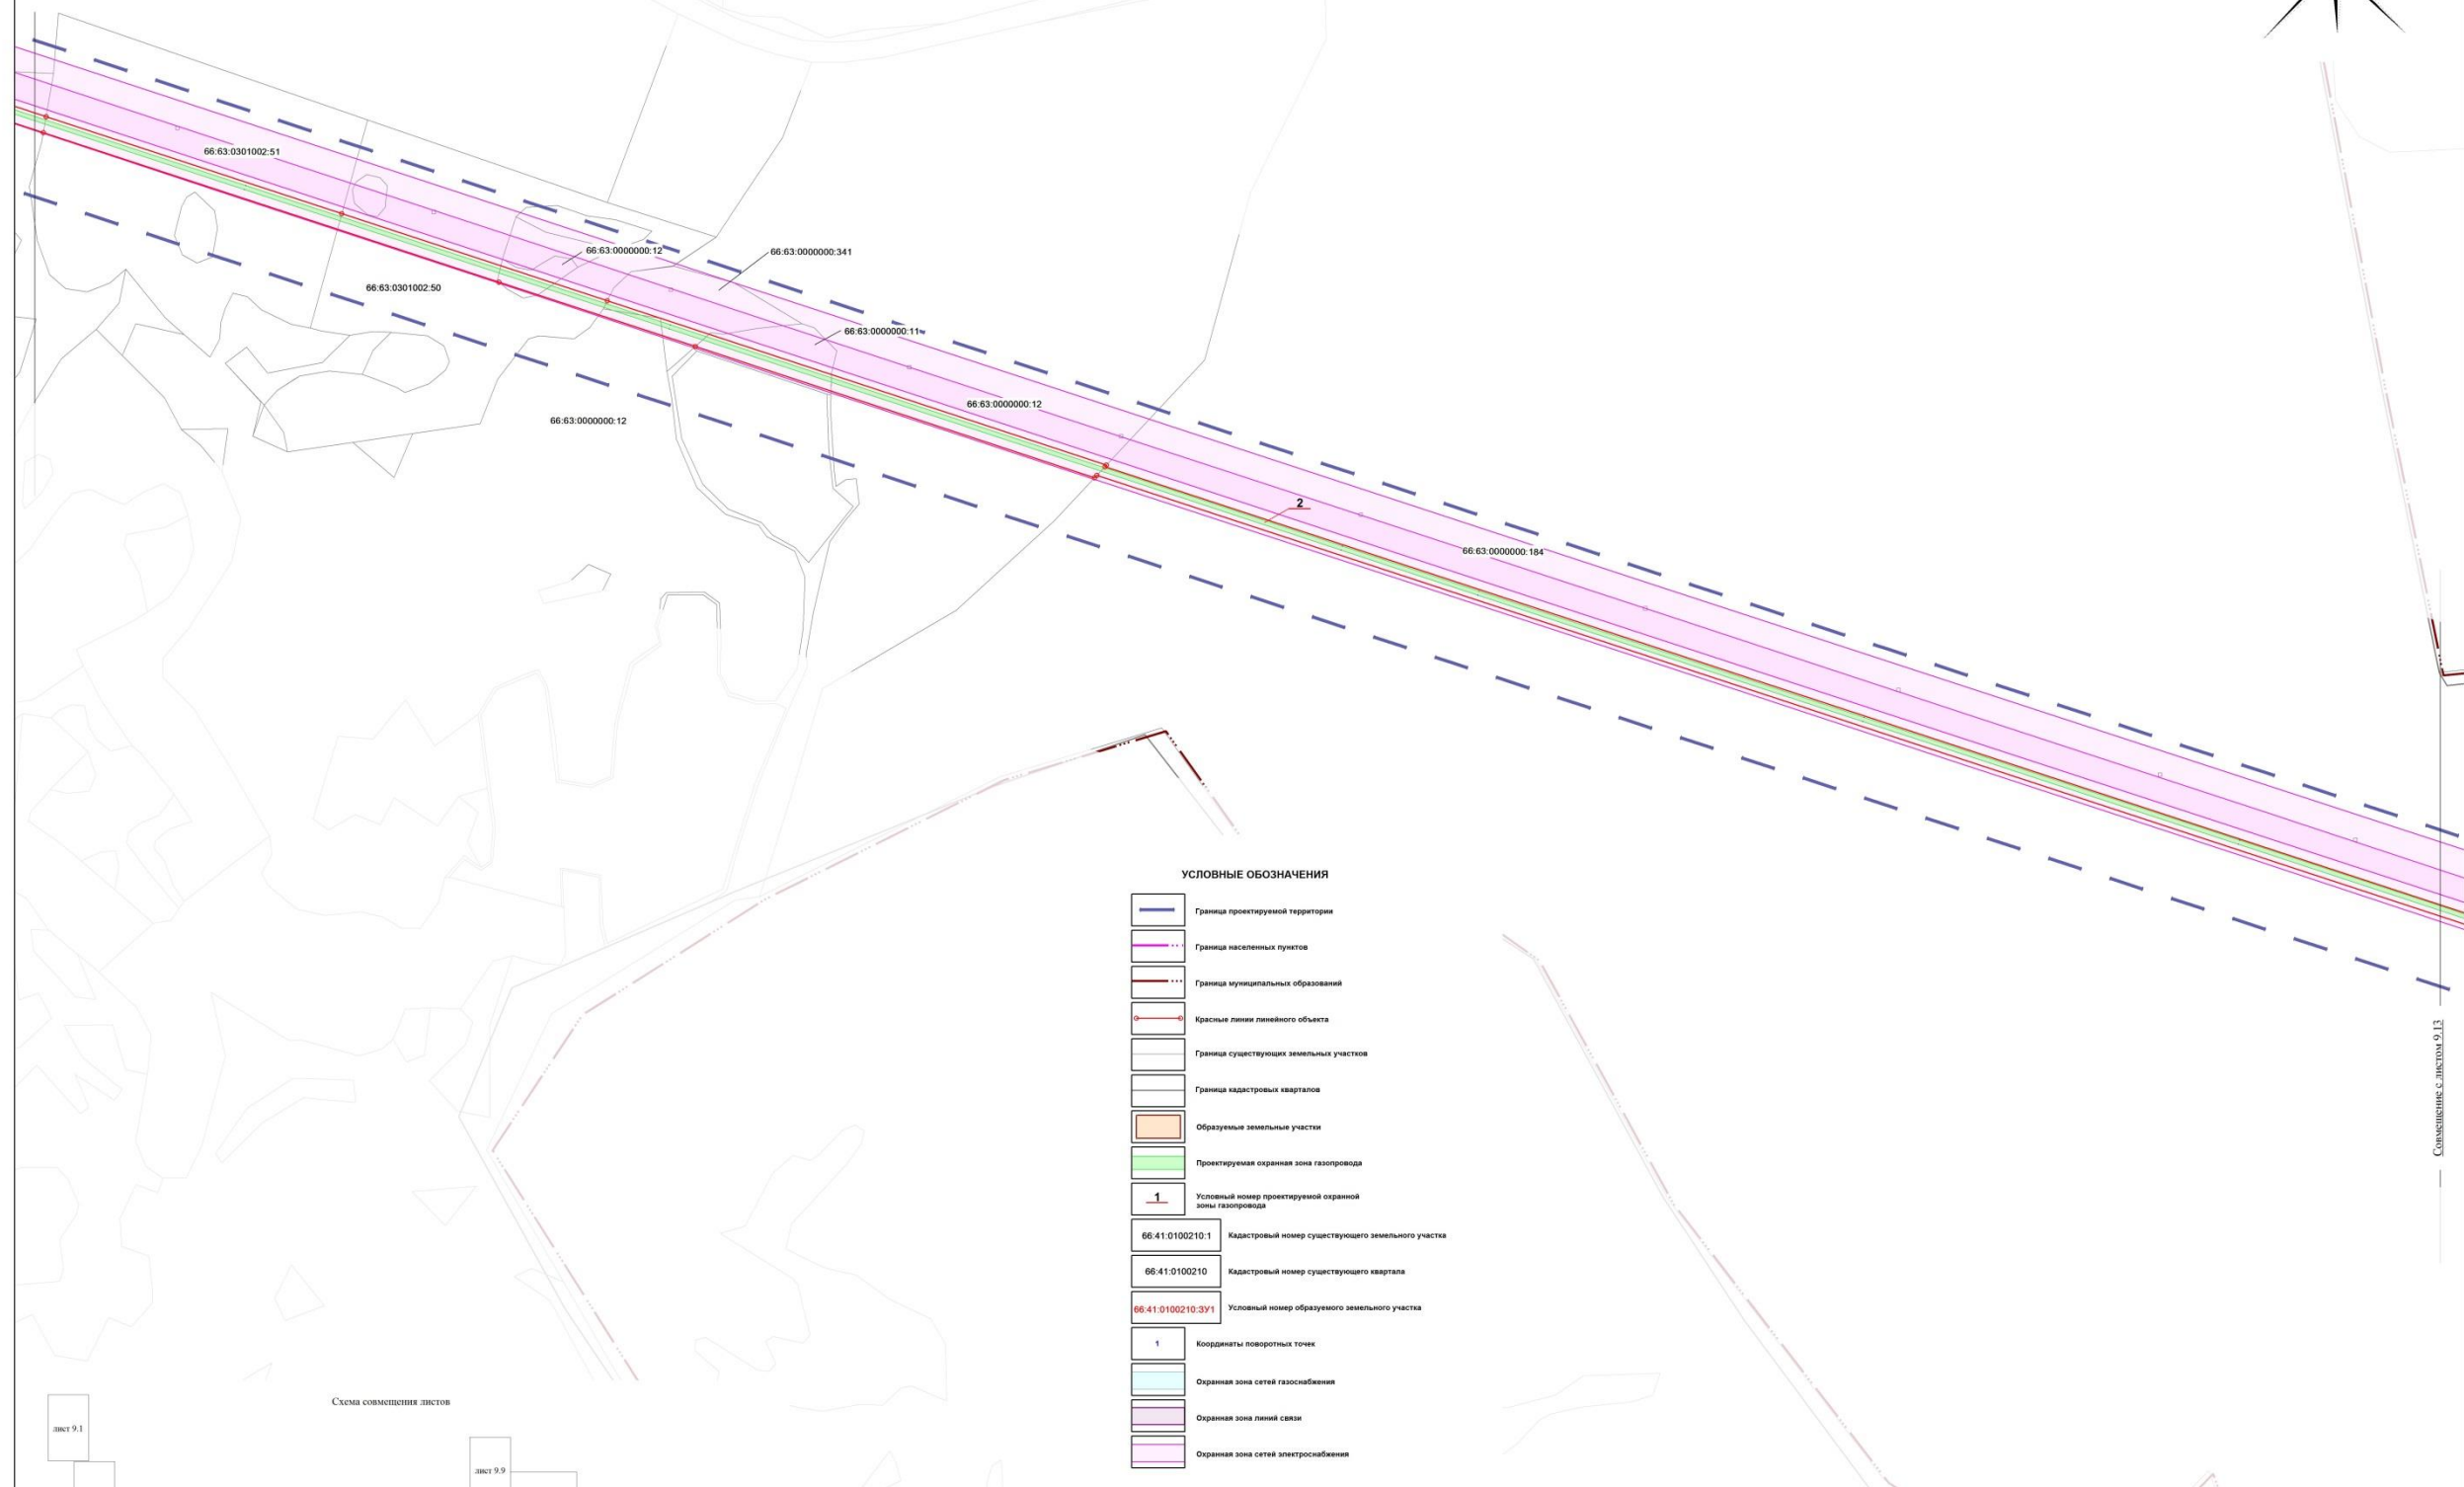 66:63:0301002:51
66:63:0000000:12
66:63:0000000:341
66:63:0301002:50
66:63:0000000:11
66:63:0000000:12
66:63:0000000:12
2
66:63:0000000:184
УСЛОВНЫЕ ОБОЗНАЧЕНИЯ
Граница проектируемой территории
Граница населенных пунктов
Граница муниципальных образований
Красные линии линейного объекта
Граница существующих земельных участков
Граница кадастровых кварталов
Образуемые земельные участки
Проектируемая охранная зона газопровода
1
Условный номер проектируемой охранной
зоны газопровода
66:41:0100210:1 Кадастровый номер существующего земельного участка
66:41:0100210 Кадастровый номер существующего квартала
66:41:0100210:ЗУ1 Условный номер образуемого земельного участка
1 Координаты поворотных точек
Охранная зона сетей газоснабжения
Охранная зона линий связи
Охранная зона сетей электроснабжения
Совмещение с листом 9.13
Схема совмещения листов
лист 9.1
лист 9.9